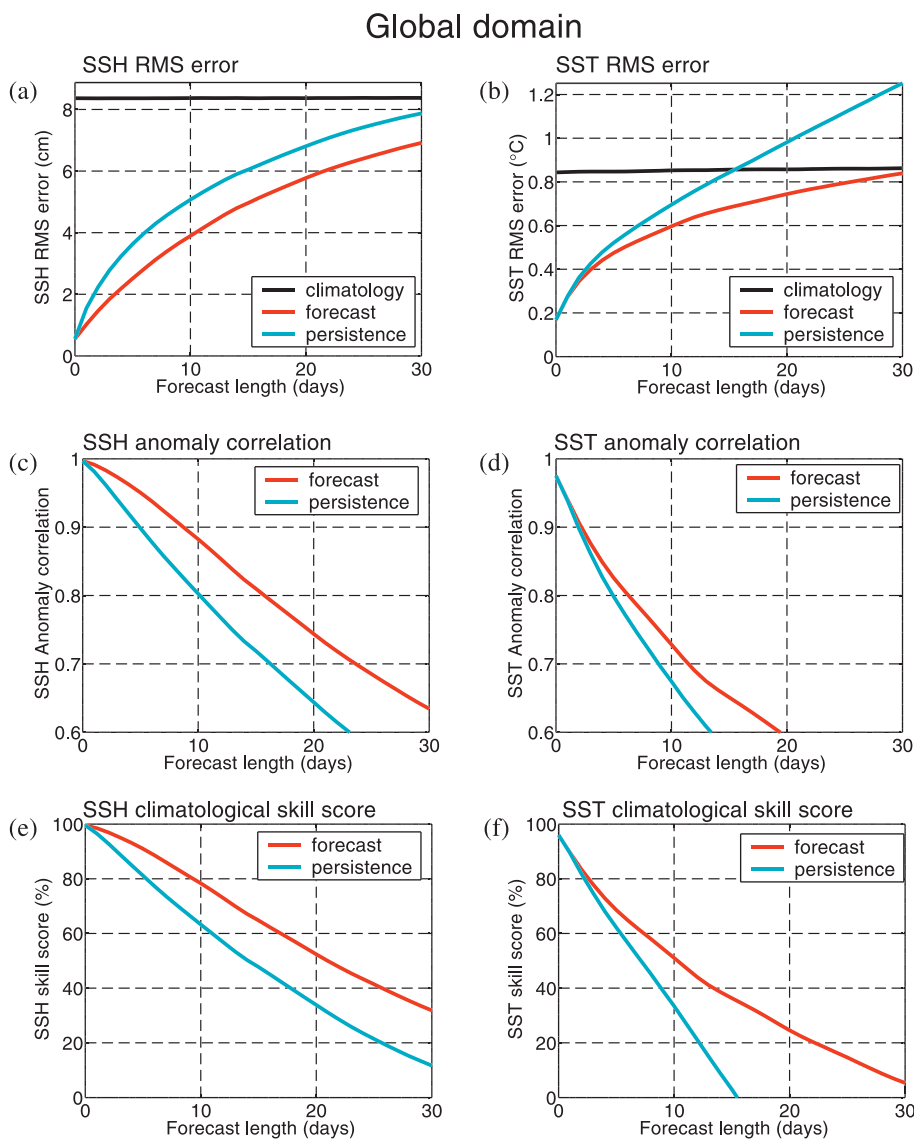 Global domain
SSH RMS error
(a)
8
6
4
2
0
SSH RMS error (cm)
climatology
forecast
persistence
0 10 20 30
Forecast length (days)
SST RMS error
(b)
1.2
1
0.8
0.6
0.4
0.2
0
SST RMS error (°C)
climatology
forecast
persistence
0 10 20 30
Forecast length (days)
SSH anomaly correlation
(c)
1
0.9
0.8
0.7
0.6
SSH Anomaly correlation
forecast
persistence
0 10 20 30
Forecast length (days)
SST anomaly correlation
(d)
1
0.9
0.8
0.7
0.6
SST Anomaly correlation
forecast
persistence
0 10 20 30
Forecast length (days)
SSH climatological skill score
(e)
100
80
60
40
20
0
SSH skill score (%)
forecast
persistence
0 10 20 30
Forecast length (days)
SST climatological skill score
(f)
100
80
60
40
20
0
SST skill score (%)
forecast
persistence
0 10 20 30
Forecast length (days)